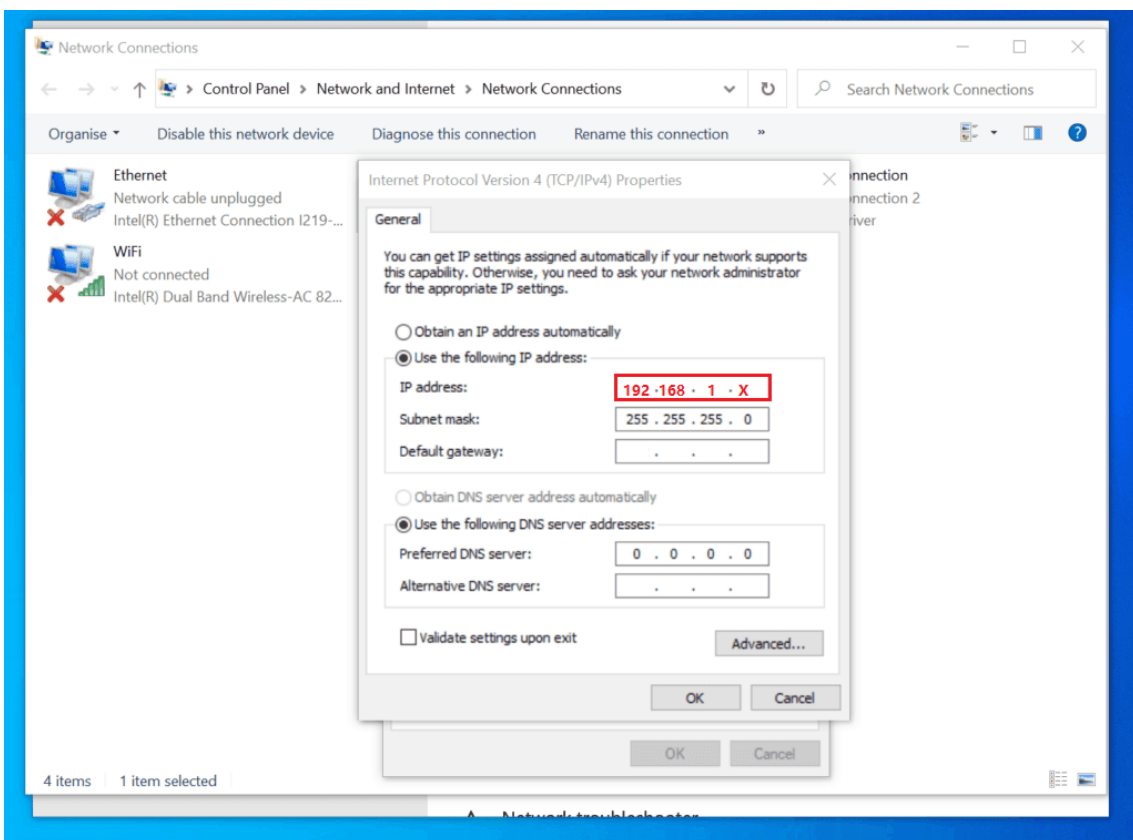 Network Connections
Control Panel > Network and Internet > Network Connections
Search Network Connections
Organise
Disable this network device
Diagnose this connection
Rename this connection
»
Ethernet
Network cable unplugged
Intel(R) Ethernet Connection I219-...
WiFi
Not connected
Intel(R) Dual Band Wireless-AC 82...
nnection
nnection 2
river
Internet Protocol Version 4 (TCP/IPv4) Properties
General
You can get IP settings assigned automatically if your network supports
this capability. Otherwise, you need to ask your network administrator
for the appropriate IP settings.
Obtain an IP address automatically
Use the following IP address:
IP address: 192 . 168 . 1 . X
Subnet mask: 255 . 255 . 255 . 0
Default gateway: . . .
Obtain DNS server address automatically
Use the following DNS server addresses:
Preferred DNS server: 0 . 0 . 0 . 0
Alternative DNS server: . . .
Validate settings upon exit
Advanced...
OK Cancel
OK Cancel
4 items 1 item selected
Network troubleshooter